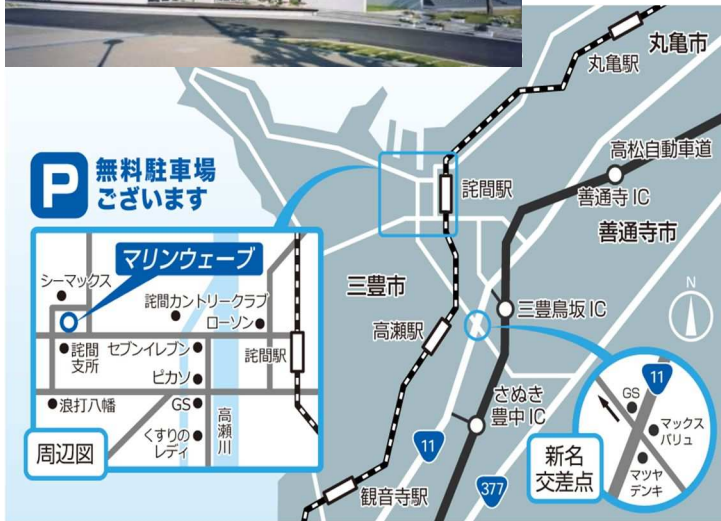 丸亀市
丸亀駅
高松自動車道
善通寺IC
善通寺市
P 無料駐車場
ございます
詫間駅
三豊市
三豊鳥坂IC
高瀬駅
N
さぬき
豊中IC
11
377
観音寺駅
マリンウェーブ
シーマックス
詫間カントリークラブ
ローソン
詫間
支所
セブンイレブン
詫間駅
ピカソ
浪打八幡
GS
くすりの
レディ
高瀬川
周辺図
11
GS
マックス
バリュ
マツヤ
デンキ
新名
交差点